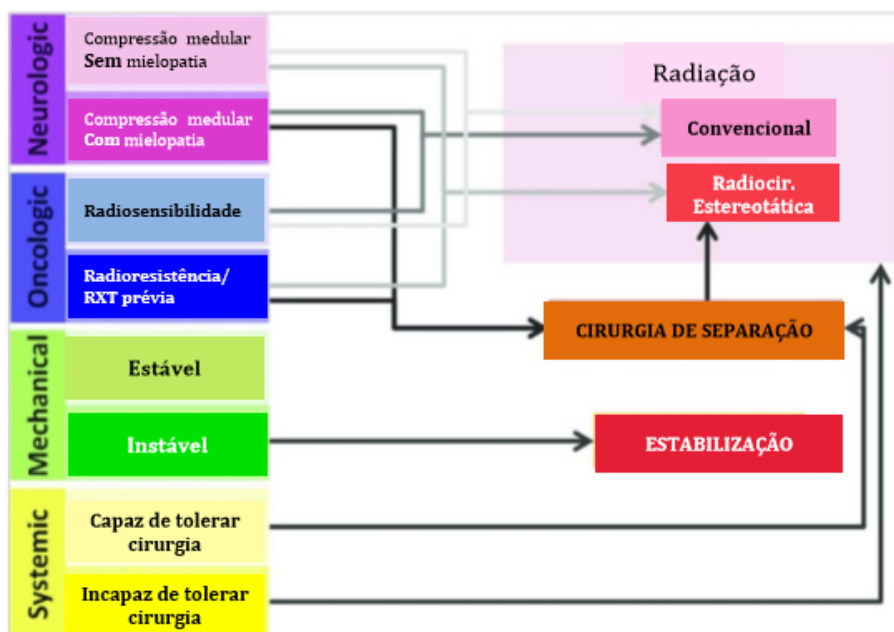 Neurologic
Compressão medular
Sem mielopatia
Compressão medular
Com mielopatia
Oncologic
Radiosensibilidade
Radioresistência/
RXT prévia
Mechanical
Estável
Instável
Systemic
Capaz de tolerar
cirurgia
Incapaz de tolerar
cirurgia
Radiação
Convencional
Radiocir.
Estereotática
CIRURGIA DE SEPARAÇÃO
ESTABILIZAÇÃO